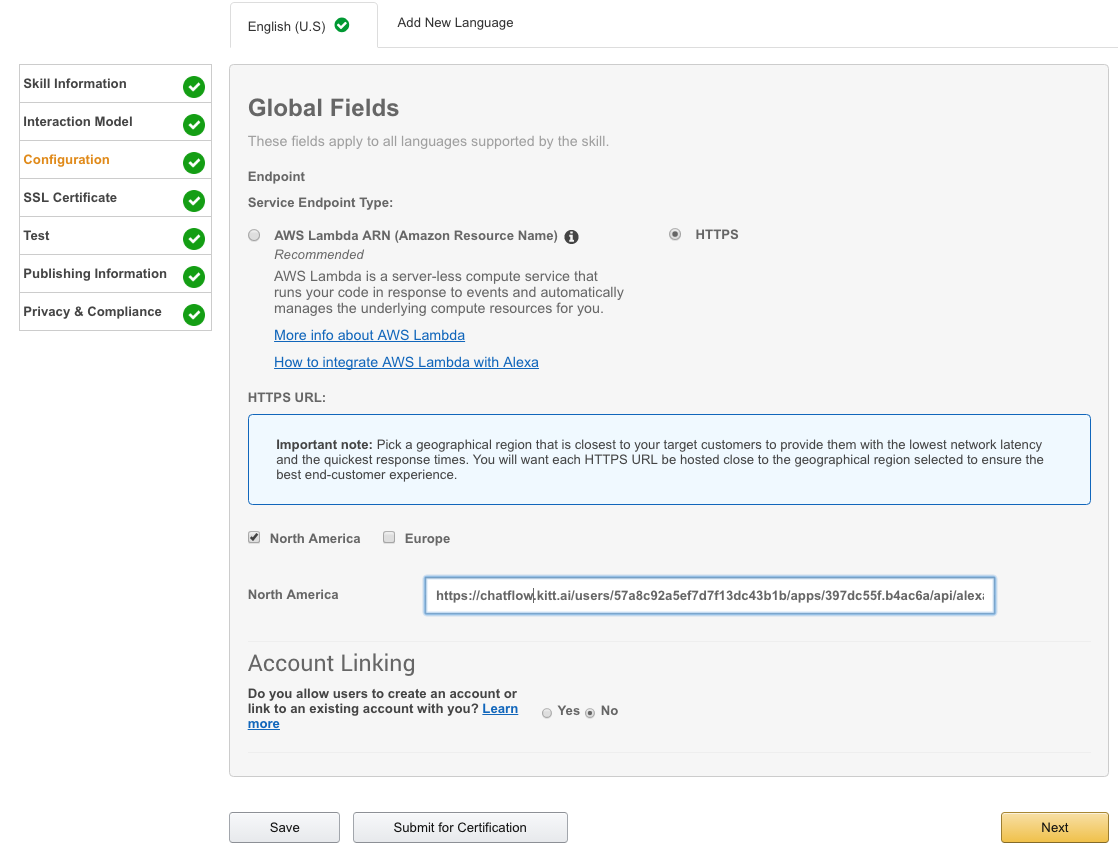 English (U.S)
Add New Language
Skill Information
Interaction Model
Configuration
SSL Certificate
Test
Publishing Information
Privacy & Compliance
Global Fields
These fields apply to all languages supported by the skill.
Endpoint
Service Endpoint Type:
AWS Lambda ARN (Amazon Resource Name)
Recommended
AWS Lambda is a server-less compute service that
runs your code in response to events and automatically
manages the underlying compute resources for you.
More info about AWS Lambda
How to integrate AWS Lambda with Alexa
HTTPS
HTTPS URL:
Important note: Pick a geographical region that is closest to your target customers to provide them with the lowest network latency
and the quickest response times. You will want each HTTPS URL be hosted close to the geographical region selected to ensure the
best end-customer experience.
North America
Europe
North America
https://chatflow.kitt.ai/users/57a8c92a5ef7d7f13dc43b1b/apps/397dc55f.b4ac6a/api/alexa
Account Linking
Do you allow users to create an account or
link to an existing account with you? Learn
more
Yes
No
Save
Submit for Certification
Next